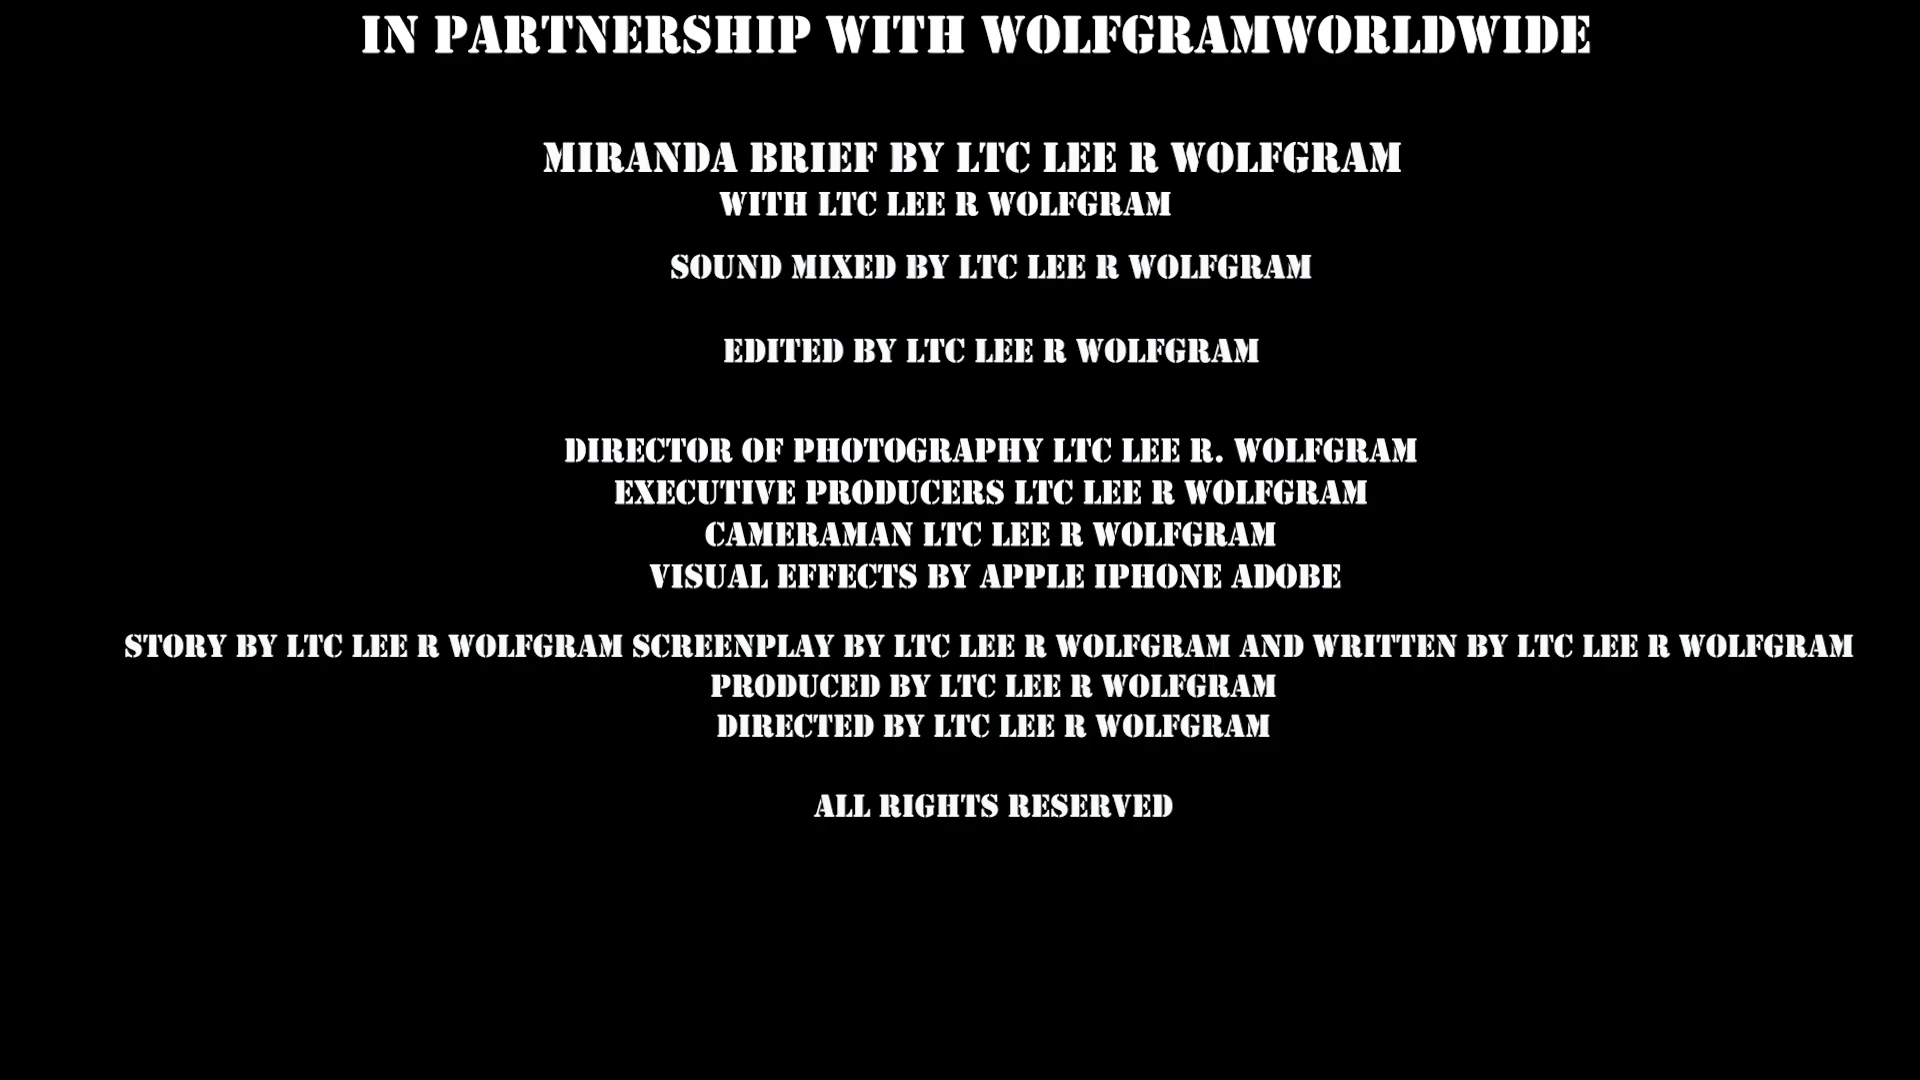 IN PARTNERSHIP WITH WOLFGRAMWORLDWIDE
MIRANDA BRIEF BY LTC LEE R WOLFGRAM
WITH LTC LEE R WOLFGRAM
SOUND MIXED BY LTC LEE R WOLFGRAM
EDITED BY LTC LEE R WOLFGRAM
DIRECTOR OF PHOTOGRAPHY LTC LEE R. WOLFGRAM
EXECUTIVE PRODUCERS LTC LEE R WOLFGRAM
CAMERAMAN LTC LEE R WOLFGRAM
VISUAL EFFECTS BY APPLE IPHONE ADOBE
STORY BY LTC LEE R WOLFGRAM SCREENPLAY BY LTC LEE R WOLFGRAM AND WRITTEN BY LTC LEE R WOLFGRAM
PRODUCED BY LTC LEE R WOLFGRAM
DIRECTED BY LTC LEE R WOLFGRAM
ALL RIGHTS RESERVED